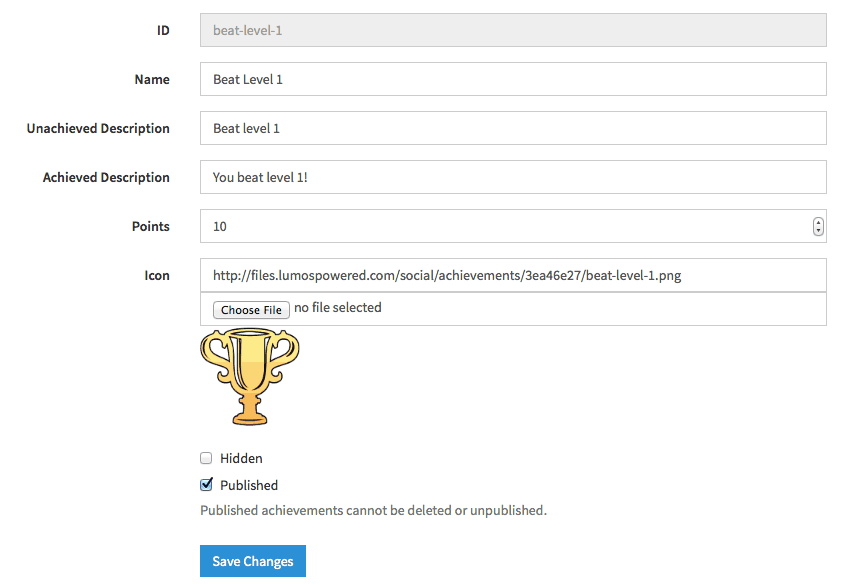 ID beat-level-1
Name Beat Level 1
Unachieved Description Beat level 1
Achieved Description You beat level 1!
Points 10
Icon http://files.lumospowered.com/social/achievements/3ea46e27/beat-level-1.png
Choose File no file selected
Hidden
Published
Published achievements cannot be deleted or unpublished.
Save Changes